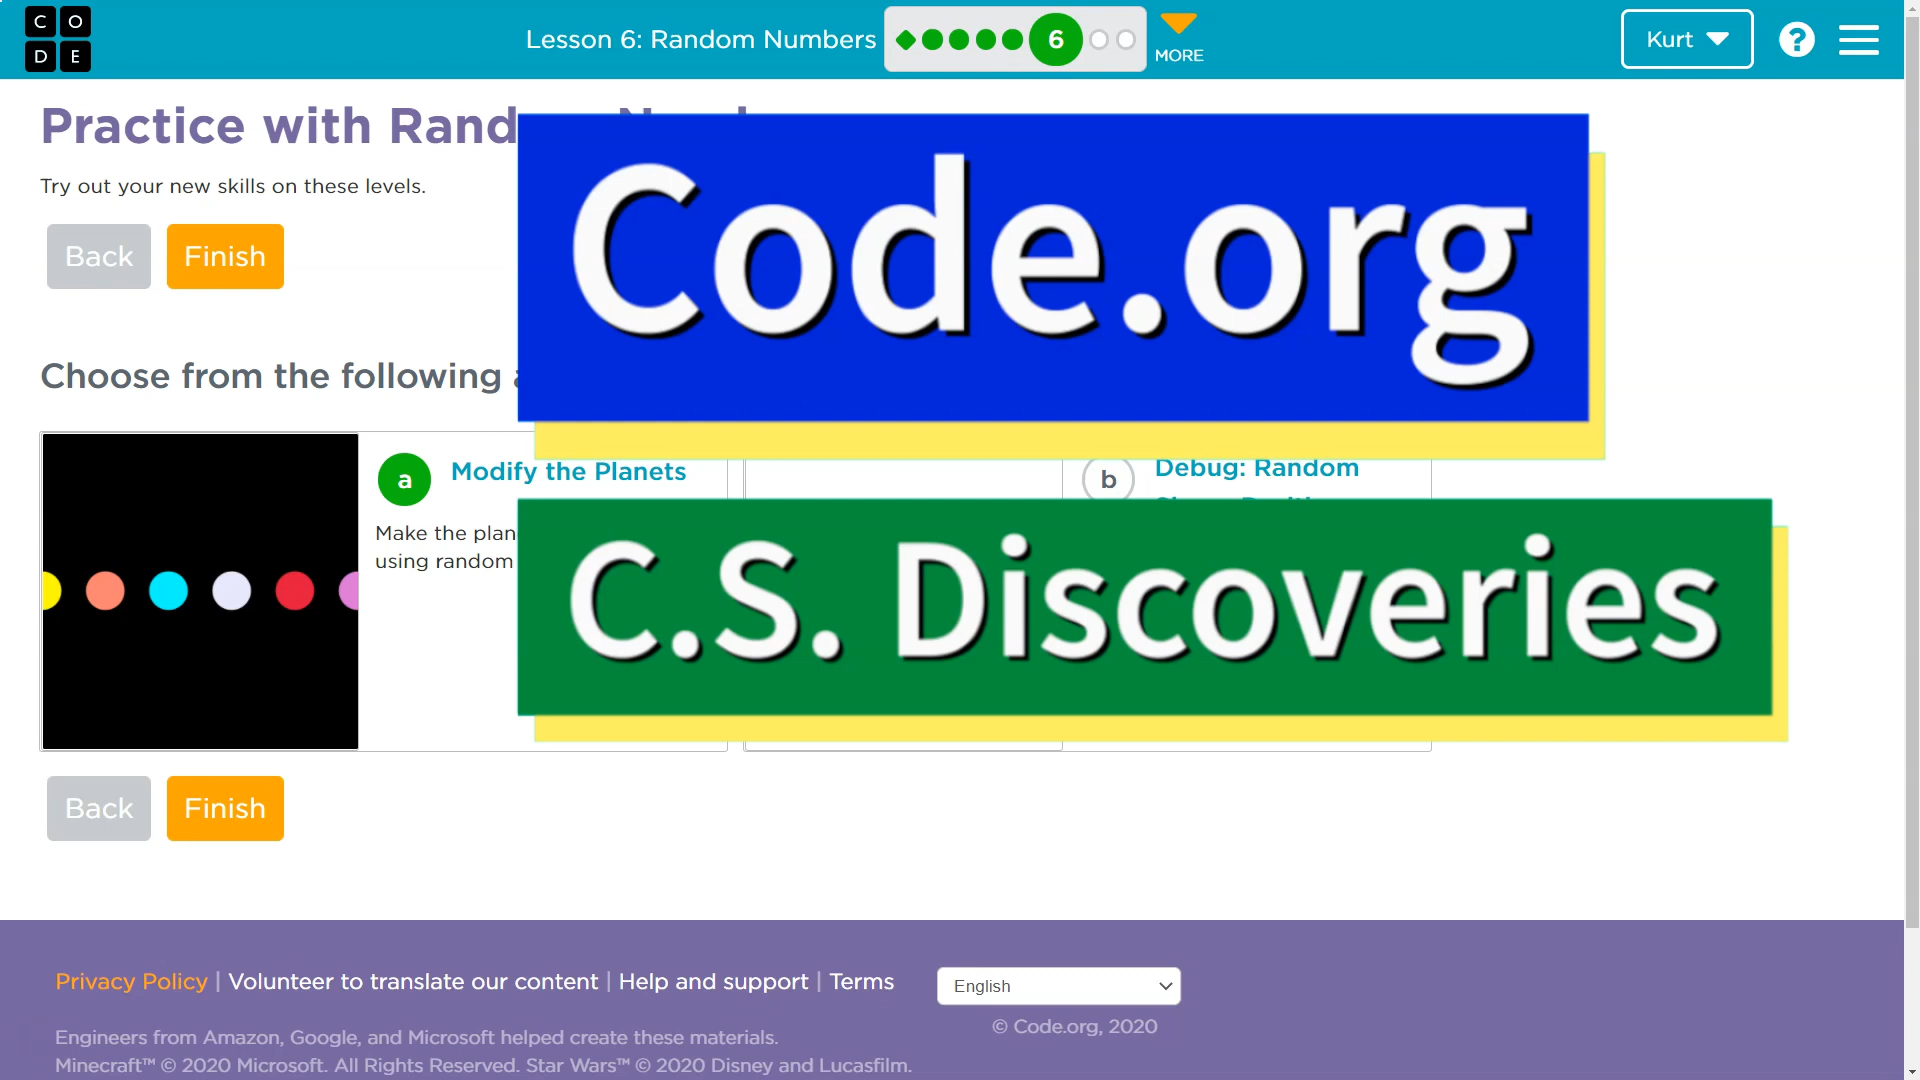 C O
D E
Lesson 6: Random Numbers
6
MORE
Kurt
?
Practice with Rand
Try out your new skills on these levels.
Back
Finish
Code.org
Choose from the following
a
Modify the Planets
Make the plan
using random
b
Debug: Random
C.S. Discoveries
Back
Finish
Privacy Policy | Volunteer to translate our content | Help and support | Terms
English
© Code.org, 2020
Engineers from Amazon, Google, and Microsoft helped create these materials.
Minecraft™ © 2020 Microsoft. All Rights Reserved. Star Wars™ © 2020 Disney and Lucasfilm.